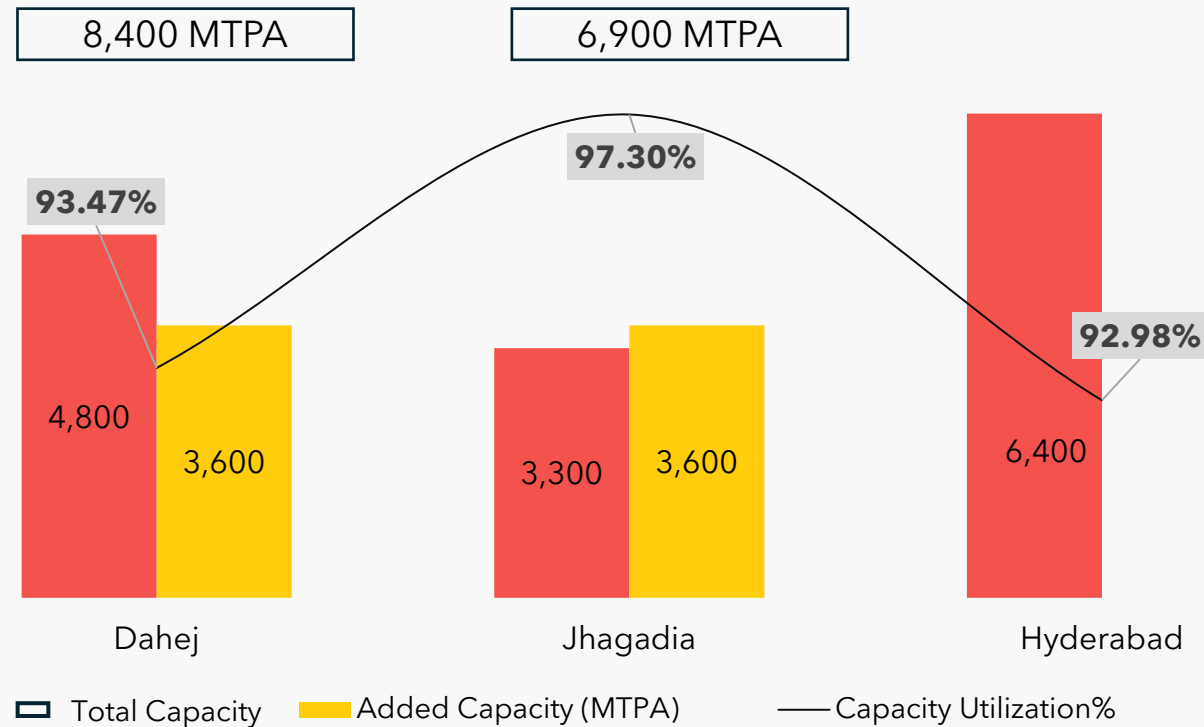 8,400 MTPA
6,900 MTPA
97.30%
93.47%
92.98%
4,800
3,600
3,300
3,600
6,400
Dahej
Jhagadia
Hyderabad
Total Capacity
Added Capacity (MTPA)
Capacity Utilization%